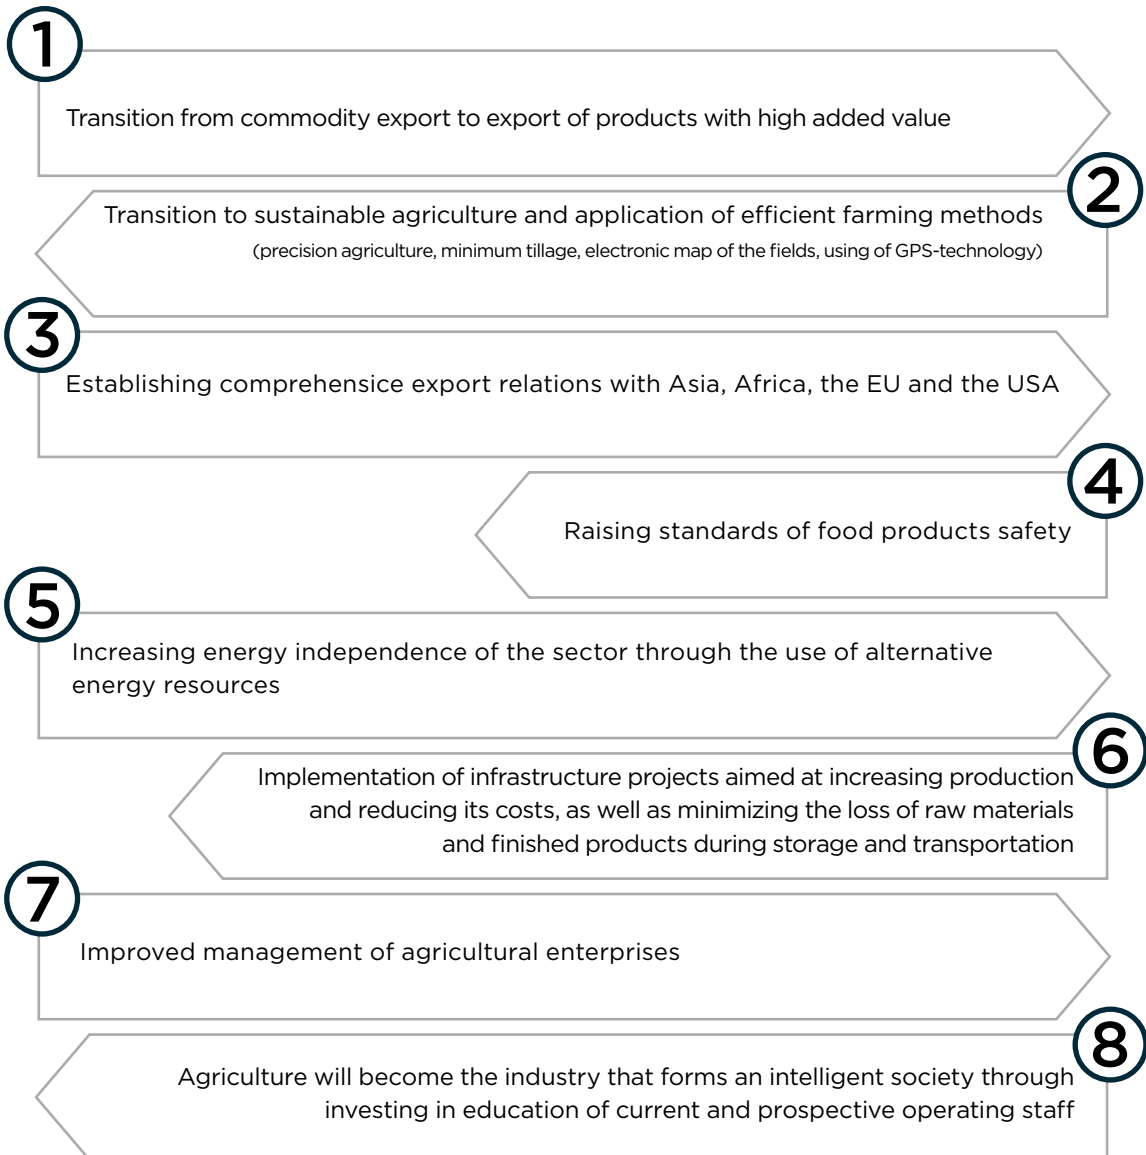 1
Transition from commodity export to export of products with high added value
2
Transition to sustainable agriculture and application of efficient farming methods
(precision agriculture, minimum tillage, electronic map of the fields, using of GPS-technology)
3
Establishing comprehensice export relations with Asia, Africa, the EU and the USA
4
Raising standards of food products safety
5
Increasing energy independence of the sector through the use of alternative
energy resources
6
Implementation of infrastructure projects aimed at increasing production
and reducing its costs, as well as minimizing the loss of raw materials
and finished products during storage and transportation
7
Improved management of agricultural enterprises
8
Agriculture will become the industry that forms an intelligent society through
investing in education of current and prospective operating staff